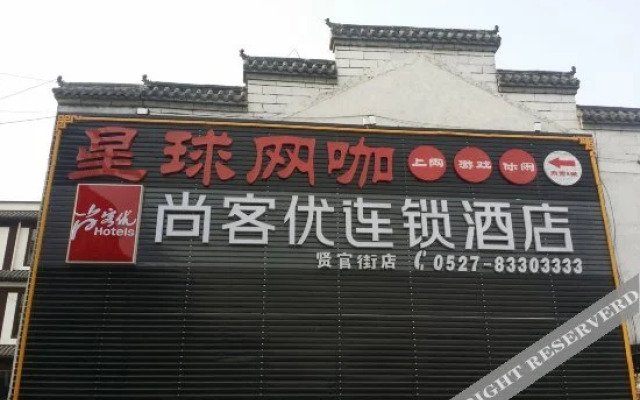 星球网咖 上网 游戏 休闲
尚客优
Hotels
尚客优连锁酒店
贤官街店 0527-83303333
RIGHT RESERVERD